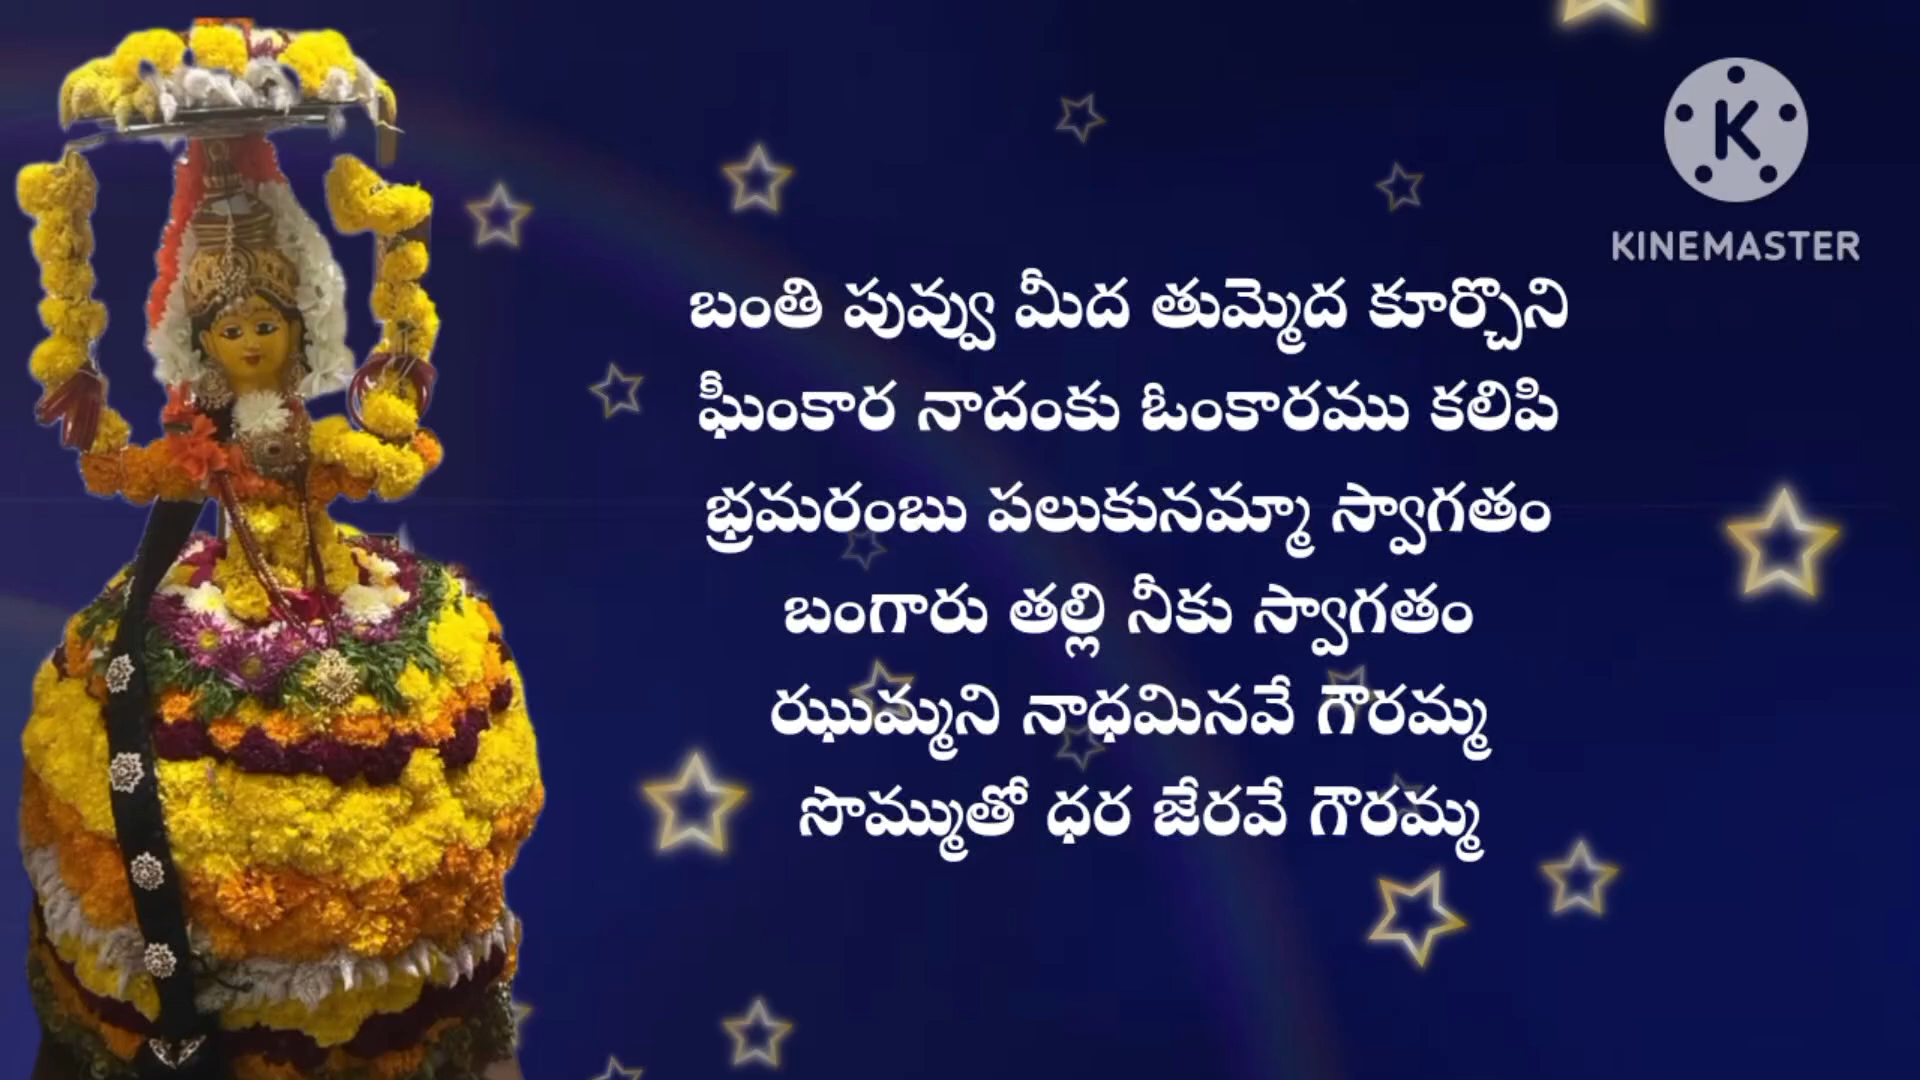 KINEMASTER
బంతి పువ్వు మీద తుమ్మెద కూర్చొని
ఘీంకార నాదంకు ఓంకారము కలిపి
భ్రమరంబు పలుకునమ్మా స్వాగతం
బంగారు తల్లి నీకు స్వాగతం
ఝుమ్మని నాధమినవే గౌరమ్మ
సొమ్ముతో ధర జేరవే గౌరమ్మ